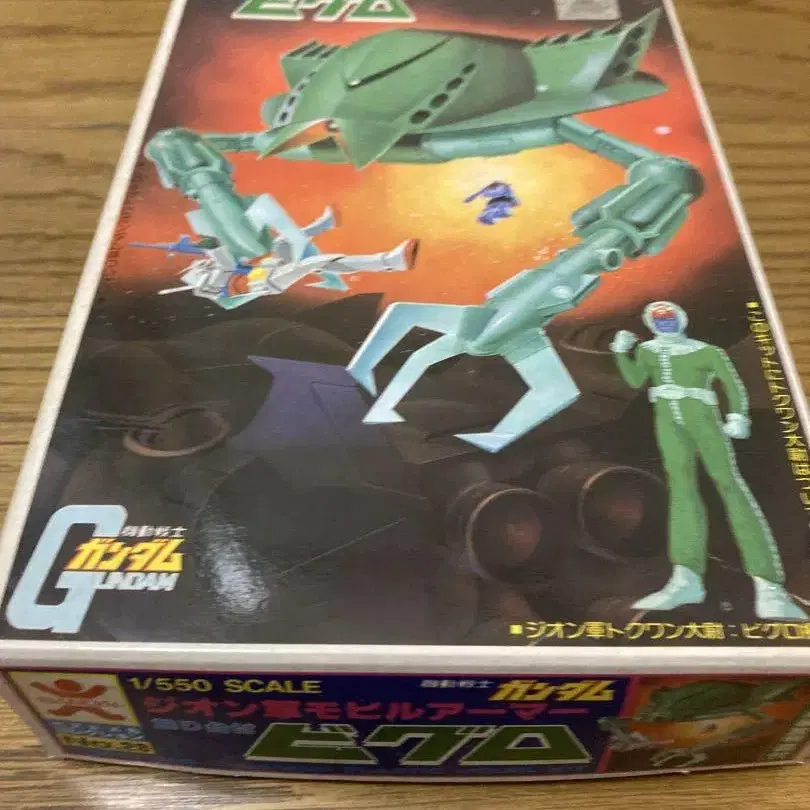 ビグロ
機動戦士
ガンダム
GUNDAM
■ジオン軍トクワン大尉：ビグロ
1/550 SCALE
機動戦士 ガンダム
ジオン軍モビルアーマー
ビグロ